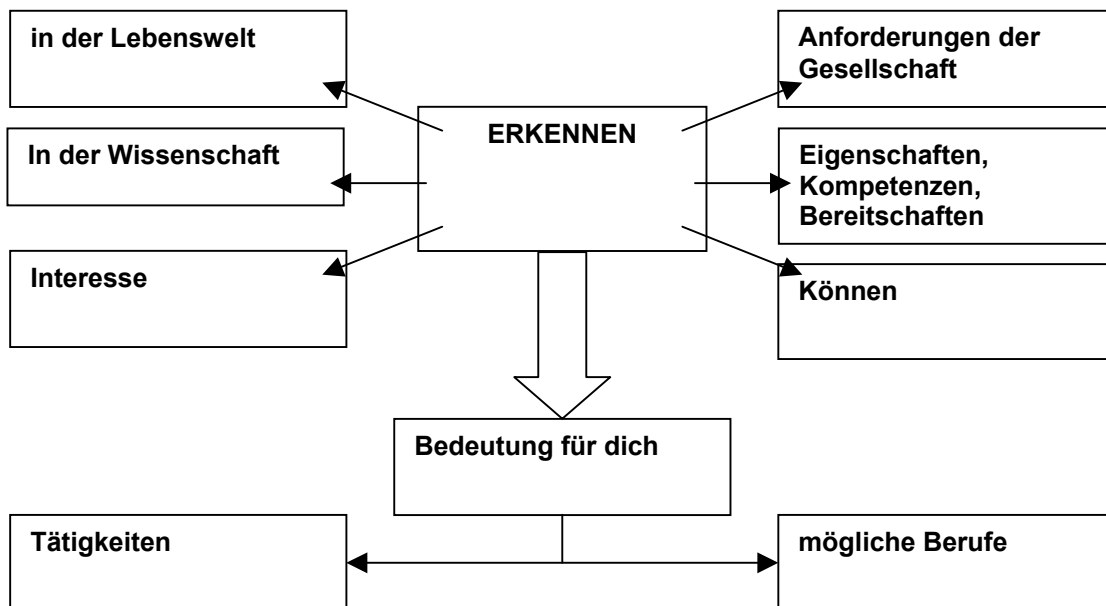 in der Lebenswelt
Anforderungen der
Gesellschaft
ERKENNEN
In der Wissenschaft
Eigenschaften,
Kompetenzen,
Bereitschaften
Interesse
Können
Bedeutung für dich
Tätigkeiten
mögliche Berufe